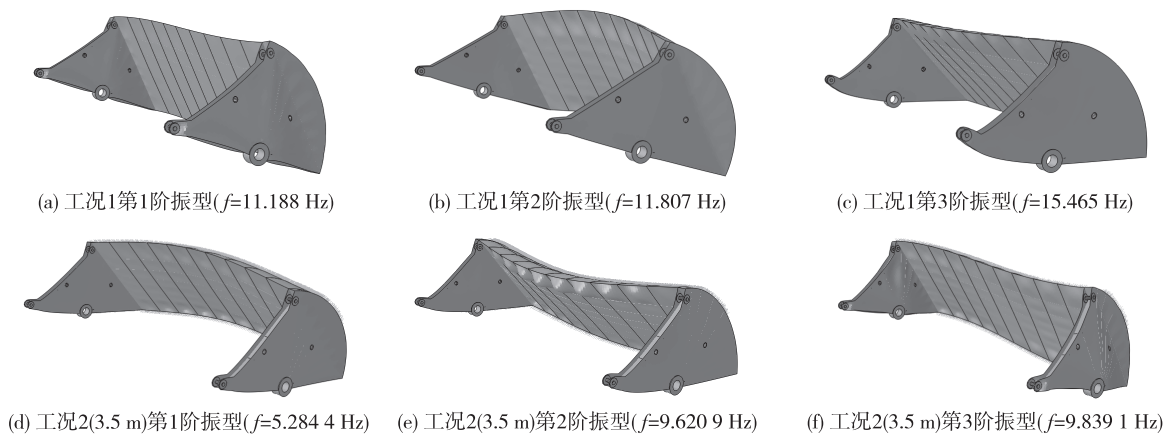 (a) 工况1第1阶振型(f=11.188 Hz)
(b) 工况1第2阶振型(f=11.807 Hz)
(c) 工况1第3阶振型(f=15.465 Hz)
(d) 工况2(3.5 m)第1阶振型(f=5.284 4 Hz)
(e) 工况2(3.5 m)第2阶振型(f=9.620 9 Hz)
(f) 工况2(3.5 m)第3阶振型(f=9.839 1 Hz)